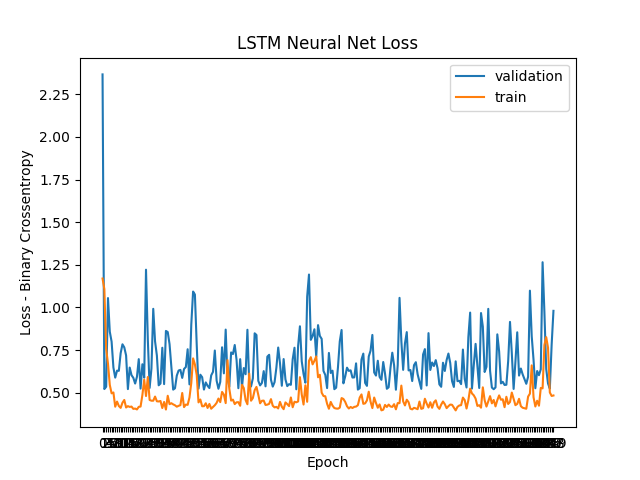 LSTM Neural Net Loss
validation
train
2.25
2.00
1.75
1.50
1.25
1.00
0.75
0.50
Loss - Binary Crossentropy
Epoch